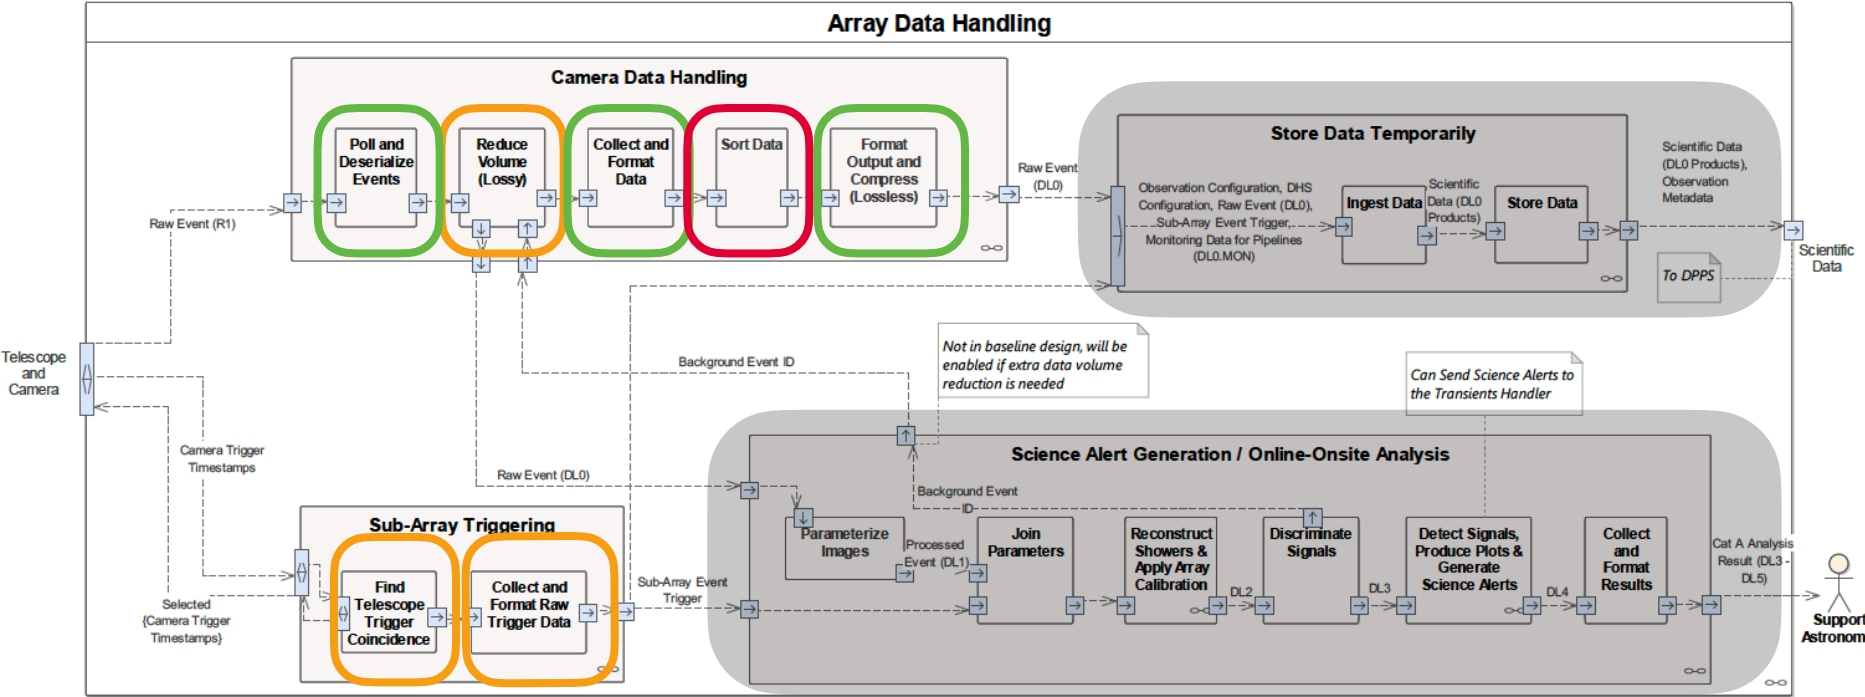 Array Data Handling
Camera Data Handling
Poll and
Deserialize
Events
Reduce
Volume
(Lossy)
Collect and
Format
Data
Sort Data
Format
Output and
Compress
(Lossless)
Raw Event (R1)
Raw Event
(DL0)
Store Data Temporarily
Observation Configuration, DHS
Configuration, Raw Event (DL0),
Sub-Array Event Trigger,
Monitoring Data for Pipelines
(DL0.MON)
Ingest Data
Scientific
Data (DL0
Products)
Store Data
Scientific Data
(DL0 Products),
Observation
Metadata
To DPPS
Scientific
Data
Telescope
and
Camera
Background Event ID
Not in baseline design, will be
enabled if extra data volume
reduction is needed
Can Send Science Alerts to
the Transients Handler
Camera Trigger
Timestamps
Raw Event (DL0)
Science Alert Generation / Online-Onsite Analysis
Background Event
ID
Sub-Array Triggering
Find
Telescope
Trigger
Coincidence
Collect and
Format Raw
Trigger Data
Selected
{Camera Trigger
Timestamps}
Sub-Array Event
Trigger
Parameterize
Images
Processed
Event (DL1)
Join
Parameters
Reconstruct
Showers &
Apply Array
Calibration
DL2
Discriminate
Signals
DL3
Detect Signals,
Produce Plots &
Generate
Science Alerts
DL4
Collect
and
Format
Results
Cat A Analysis
Result (DL3 -
DL5)
Support
Astronom